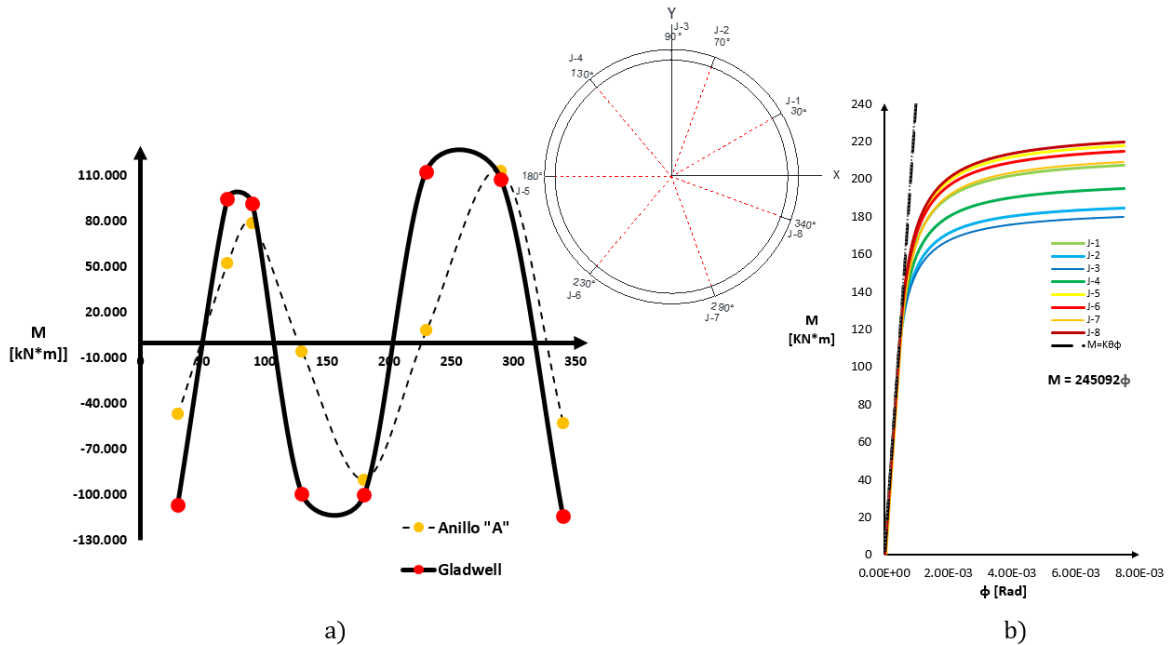 110.000
80.000
50.000
20.000
M
[kN*m]]
-10.000
-40.000
-70.000
-100.000
-130.000
0
50
100
150
200
250
300
350
Anillo "A"
Gladwell
a)
Y
X
J-3
90°
J-2
70°
J-1
30°
J-4
130°
180°
J-5
230°
J-6
290°
J-7
340°
J-8
240
220
200
180
160
140
120
100
80
60
40
20
0
M
[KN*m]
J-1
J-2
J-3
J-4
J-5
J-6
J-7
J-8
M=Kθϕ
M = 245092ϕ
0.00E+00
2.00E-03
4.00E-03
6.00E-03
8.00E-03
ϕ [Rad]
b)